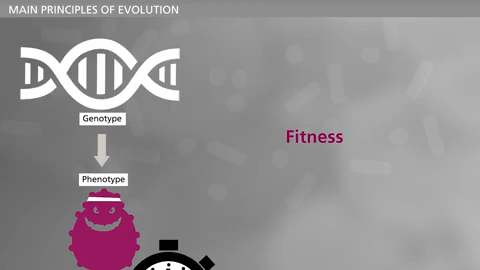 MAIN PRINCIPLES OF EVOLUTION
Genotype
Fitness
Phenotype